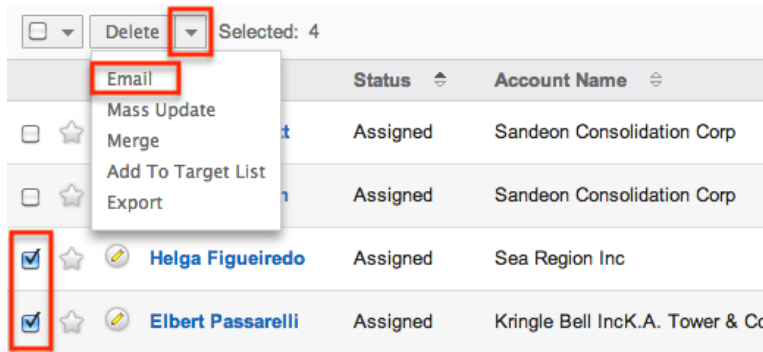 Delete Selected: 4
Email
Status Account Name
Mass Update
Merge
tt Assigned Sandeon Consolidation Corp
Add To Target List
Export
n Assigned Sandeon Consolidation Corp
Helga Figueiredo Assigned Sea Region Inc
Elbert Passarelli Assigned Kringle Bell IncK.A. Tower & Co